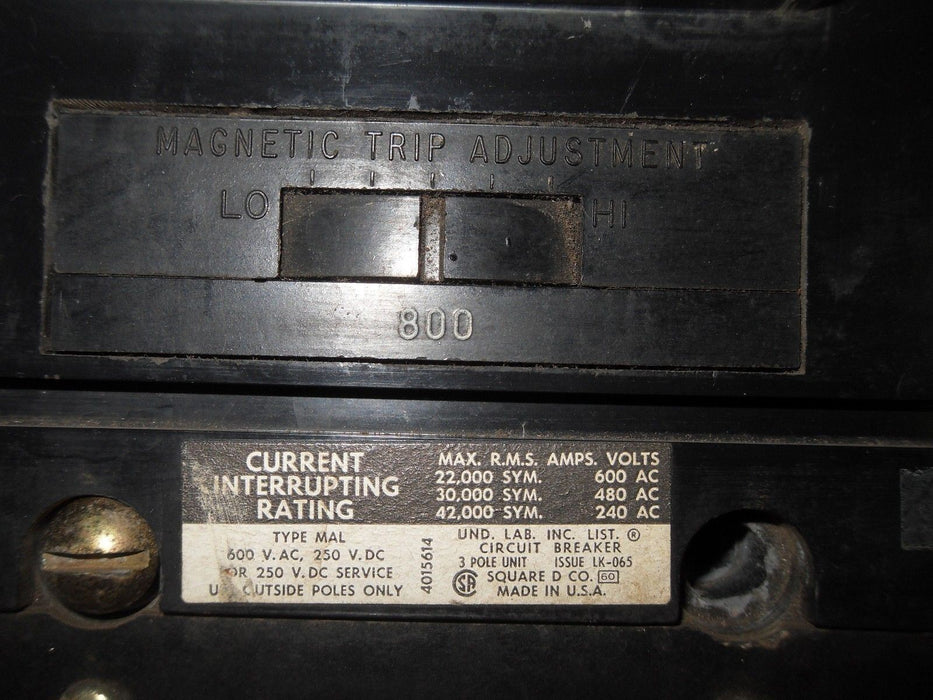 MAGNETIC TRIP ADJUSTMENT
LO HI
800
CURRENT
INTERRUPTING
RATING
MAX. R.M.S. AMPS. VOLTS
22,000 SYM. 600 AC
30,000 SYM. 480 AC
42,000 SYM. 240 AC
TYPE MAL
600 V.AC, 250 V.DC
250 V.DC SERVICE
OUTSIDE POLES ONLY
4015614
UND. LAB. INC. LIST. ®
CIRCUIT BREAKER
3 POLE UNIT ISSUE LK-065
SA SQUARE D CO. 60
MADE IN U.S.A.